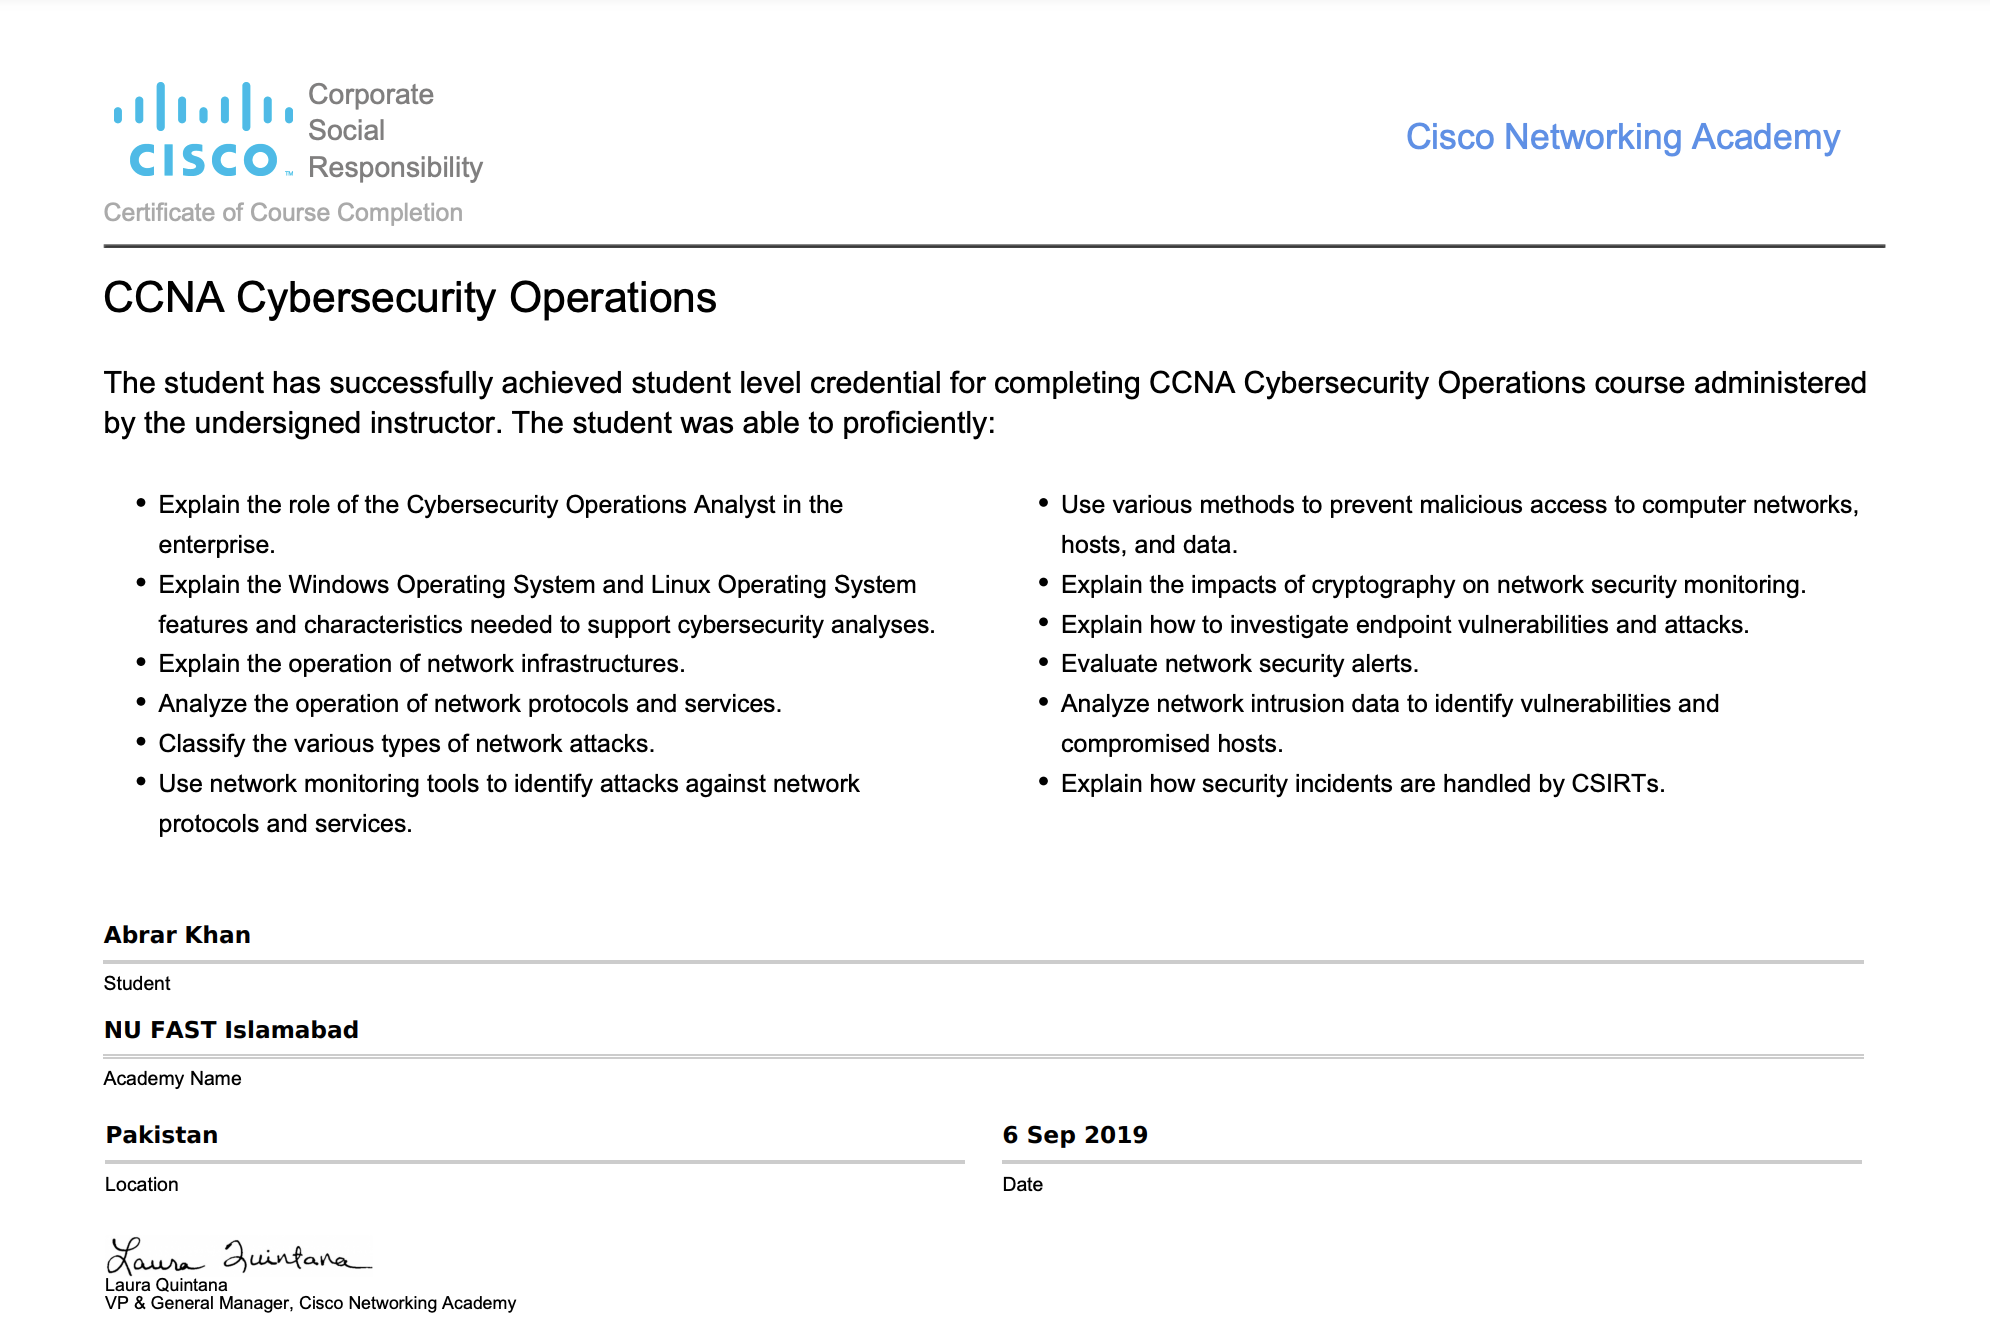 CISCO™
Corporate
Social
Responsibility
Cisco Networking Academy
Certificate of Course Completion
CCNA Cybersecurity Operations
The student has successfully achieved student level credential for completing CCNA Cybersecurity Operations course administered
by the undersigned instructor. The student was able to proficiently:
• Explain the role of the Cybersecurity Operations Analyst in the
enterprise.
• Explain the Windows Operating System and Linux Operating System
features and characteristics needed to support cybersecurity analyses.
• Explain the operation of network infrastructures.
• Analyze the operation of network protocols and services.
• Classify the various types of network attacks.
• Use network monitoring tools to identify attacks against network
protocols and services.
• Use various methods to prevent malicious access to computer networks,
hosts, and data.
• Explain the impacts of cryptography on network security monitoring.
• Explain how to investigate endpoint vulnerabilities and attacks.
• Evaluate network security alerts.
• Analyze network intrusion data to identify vulnerabilities and
compromised hosts.
• Explain how security incidents are handled by CSIRTs.
Abrar Khan
Student
NU FAST Islamabad
Academy Name
Pakistan
Location
6 Sep 2019
Date
Laura Quintana
Laura Quintana
VP & General Manager, Cisco Networking Academy